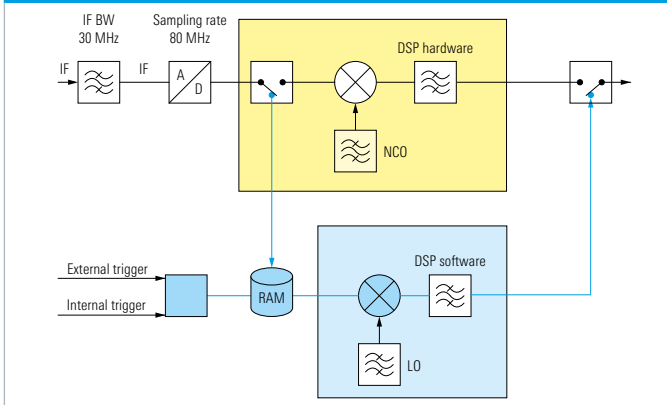 IF BW
30 MHz
Sampling rate
80 MHz
DSP hardware
IF
IF
A
D
NCO
External trigger
Internal trigger
RAM
DSP software
LO